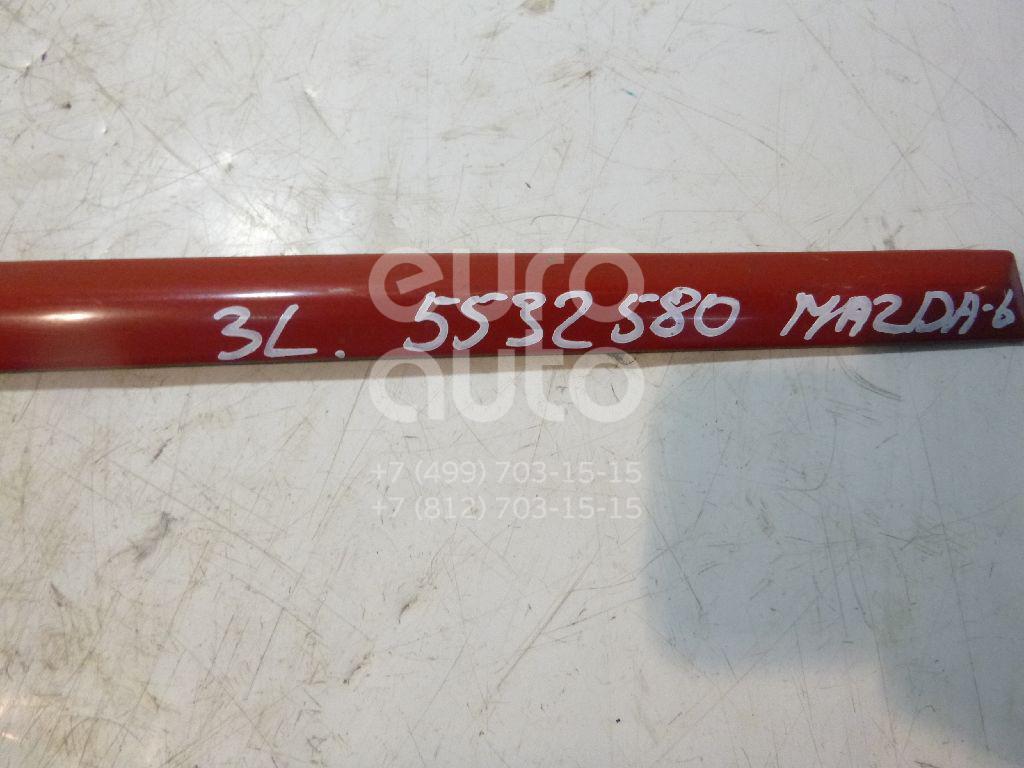 3L. 5532580 MAZDA-6
euro
auto
+7 (499) 703-15-15
+7 (812) 703-15-15